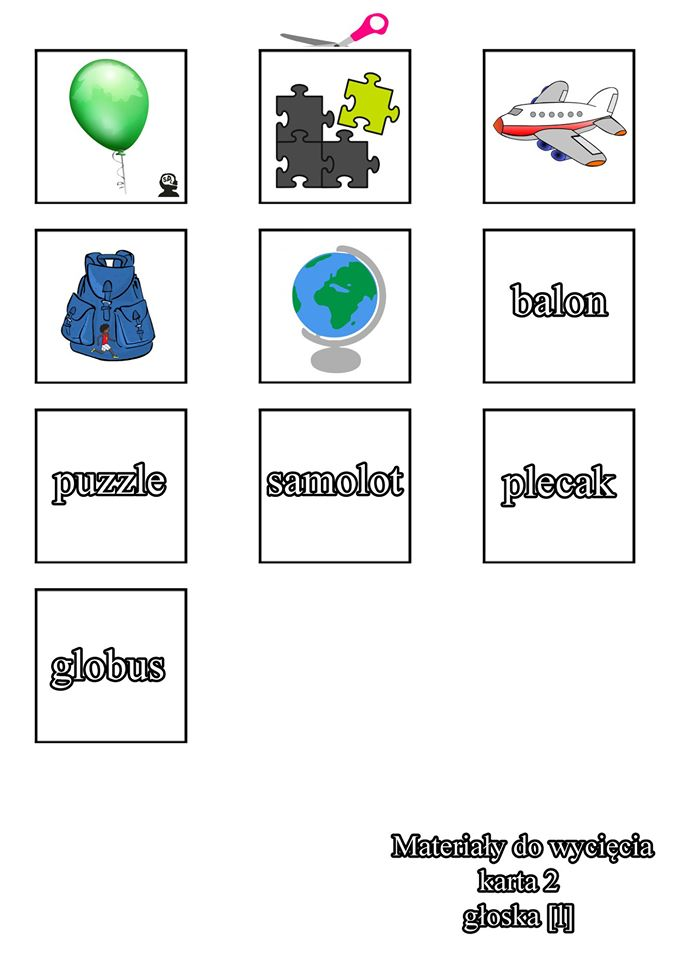 balon
puzzle
samolot
plecak
globus
Materiały do wycięcia
karta 2
głoska [l]